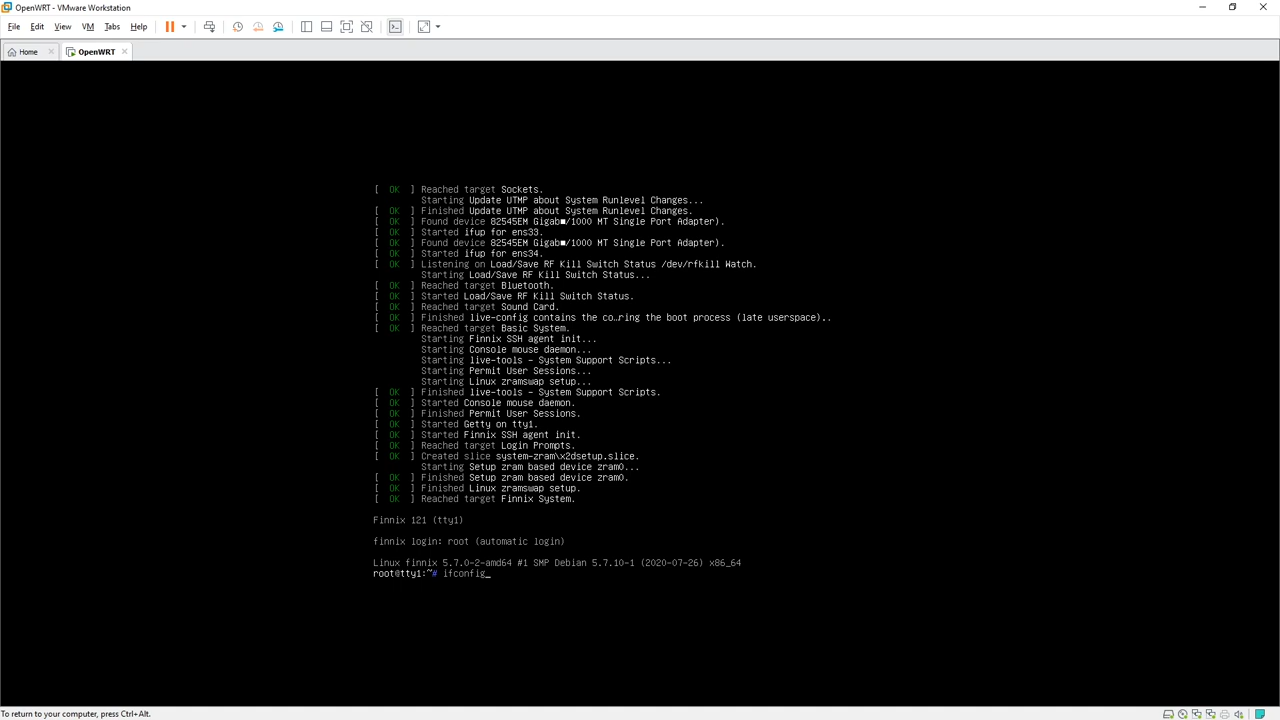 OpenWRT - VMware Workstation
File Edit View VM Tabs Help
Home OpenWRT
[ OK ] Reached target Sockets.
Starting Update UTMP about System Runlevel Changes...
[ OK ] Finished Update UTMP about System Runlevel Changes.
[ OK ] Found device 82545EM Gigab■/1000 MT Single Port Adapter).
[ OK ] Started ifup for ens33.
[ OK ] Found device 82545EM Gigab■/1000 MT Single Port Adapter).
[ OK ] Started ifup for ens34.
[ OK ] Listening on Load/Save RF Kill Switch Status /dev/rfkill Watch.
Starting Load/Save RF Kill Switch Status...
[ OK ] Reached target Bluetooth.
[ OK ] Started Load/Save RF Kill Switch Status.
[ OK ] Reached target Sound Card.
[ OK ] Finished live-config contains the co…ring the boot process (late userspace)..
[ OK ] Reached target Basic System.
Starting Finnix SSH agent init...
Starting Console mouse daemon...
Starting live-tools - System Support Scripts...
Starting Permit User Sessions...
Starting Linux zramswap setup...
[ OK ] Finished live-tools - System Support Scripts.
[ OK ] Started Console mouse daemon.
[ OK ] Finished Permit User Sessions.
[ OK ] Started Getty on tty1.
[ OK ] Started Finnix SSH agent init.
[ OK ] Reached target Login Prompts.
[ OK ] Created slice system-zram\x2dsetup.slice.
Starting Setup zram based device zram0...
[ OK ] Finished Setup zram based device zram0.
[ OK ] Finished Linux zramswap setup.
[ OK ] Reached target Finnix System.
Finnix 121 (tty1)
finnix login: root (automatic login)
Linux finnix 5.7.0-2-amd64 #1 SMP Debian 5.7.10-1 (2020-07-26) x86_64
root@tty1:~# ifconfig_
To return to your computer, press Ctrl+Alt.